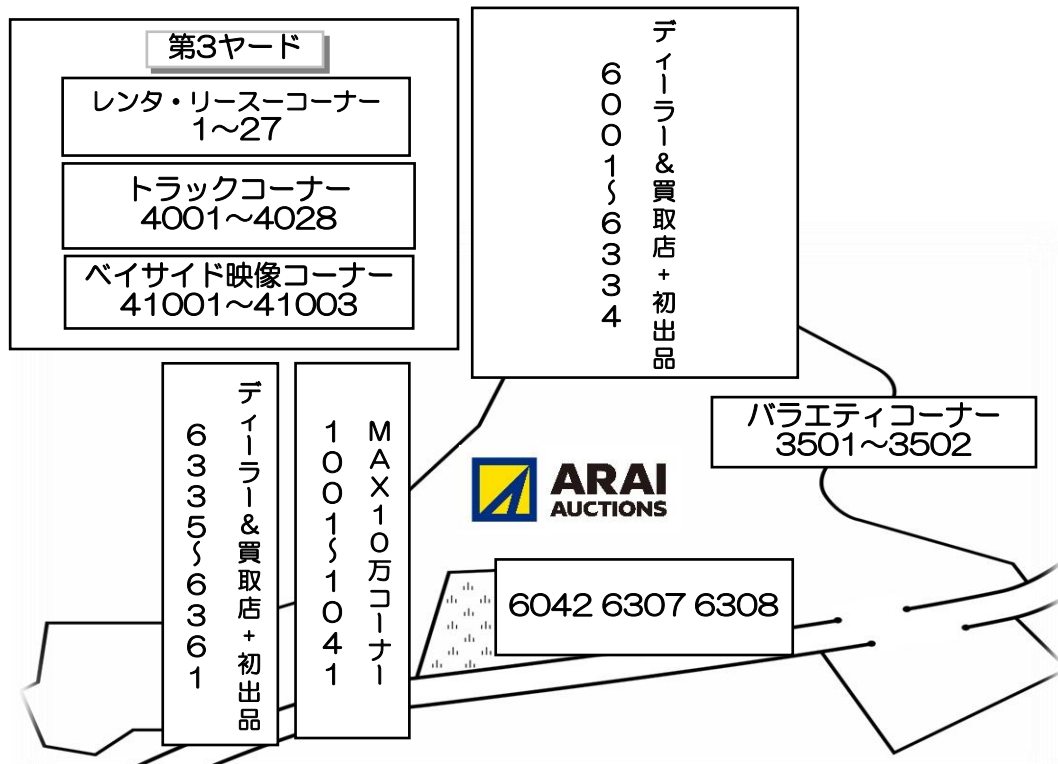 第3ヤード
レンタ・リースーコーナー
1～27
トラックコーナー
4001～4028
ベイサイド映像コーナー
41001～41003
ディーラー&買取店+初出品
6001～6334
ディーラー&買取店+初出品
6335～6361
MAX10万コーナー
1001～1041
バラエティコーナー
3501～3502
ARAI
AUCTIONS
6042 6307 6308